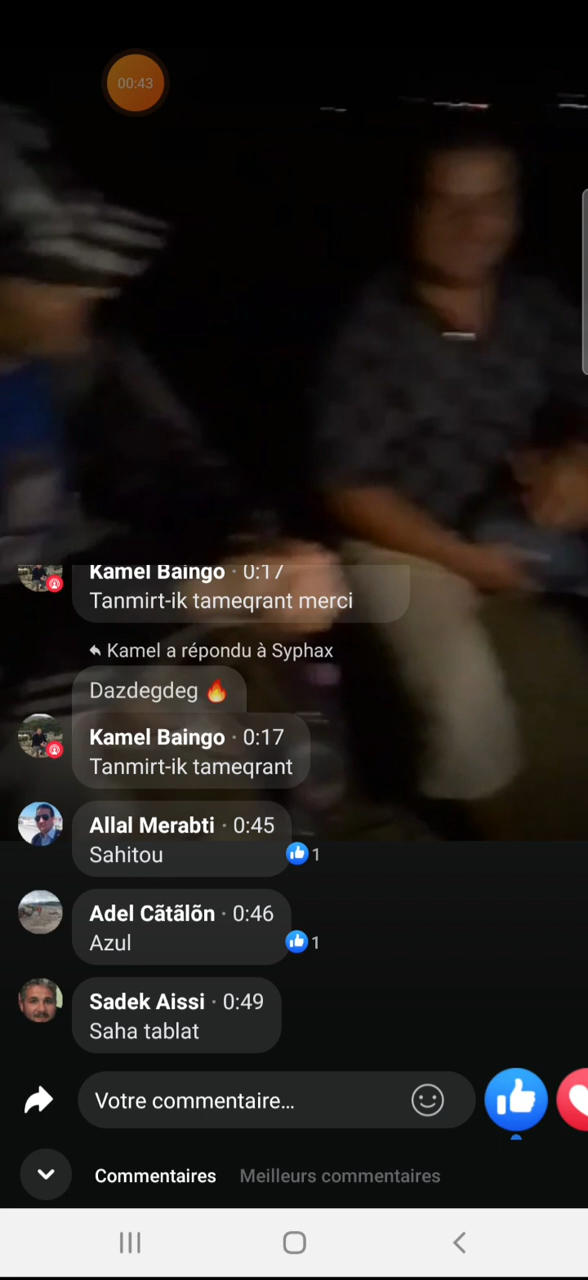 00:43
Kamel Baingo · 0:17
Tanmirt-ik tameqrant merci
Kamel a répondu à Syphax
Dazdegdeg 🔥
Kamel Baingo · 0:17
Tanmirt-ik tameqrant
Allal Merabti · 0:45
Sahitou
1
Adel Cãtãlõn · 0:46
Azul
1
Sadek Aissi · 0:49
Saha tablat
Votre commentaire...
Commentaires Meilleurs commentaires